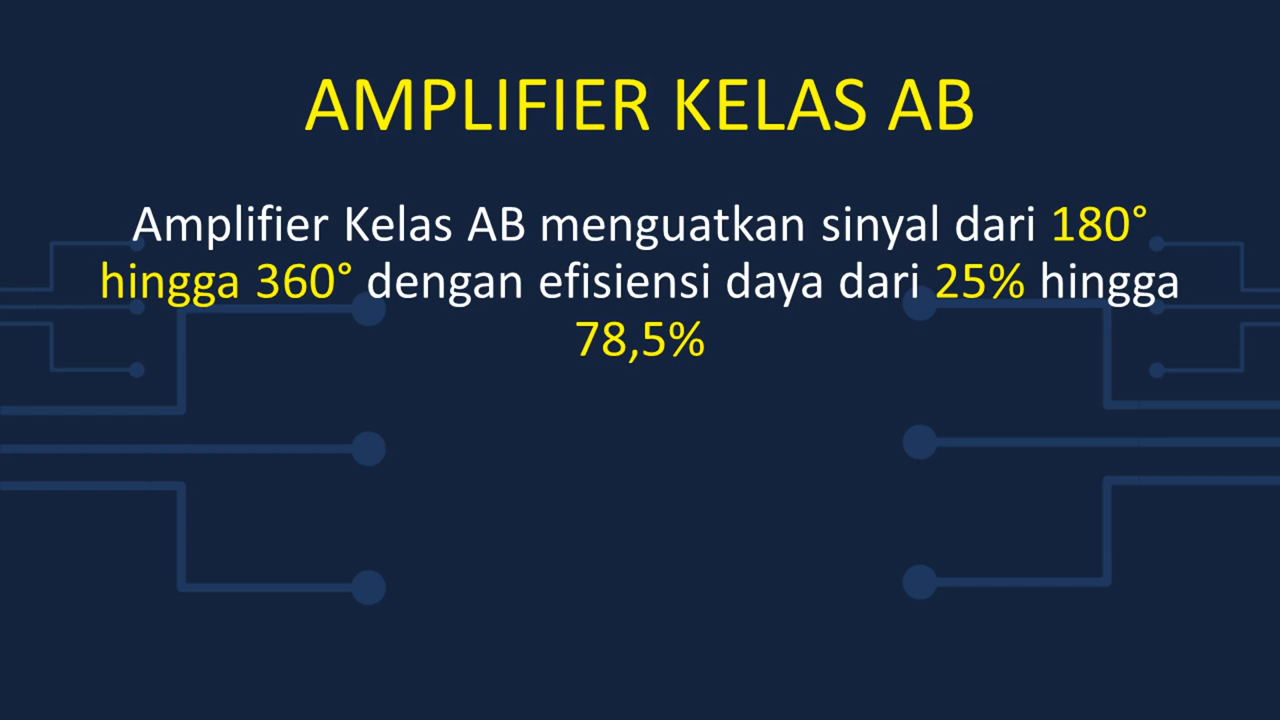 AMPLIFIER KELAS AB
Amplifier Kelas AB menguatkan sinyal dari 180°
hingga 360° dengan efisiensi daya dari 25% hingga
78,5%